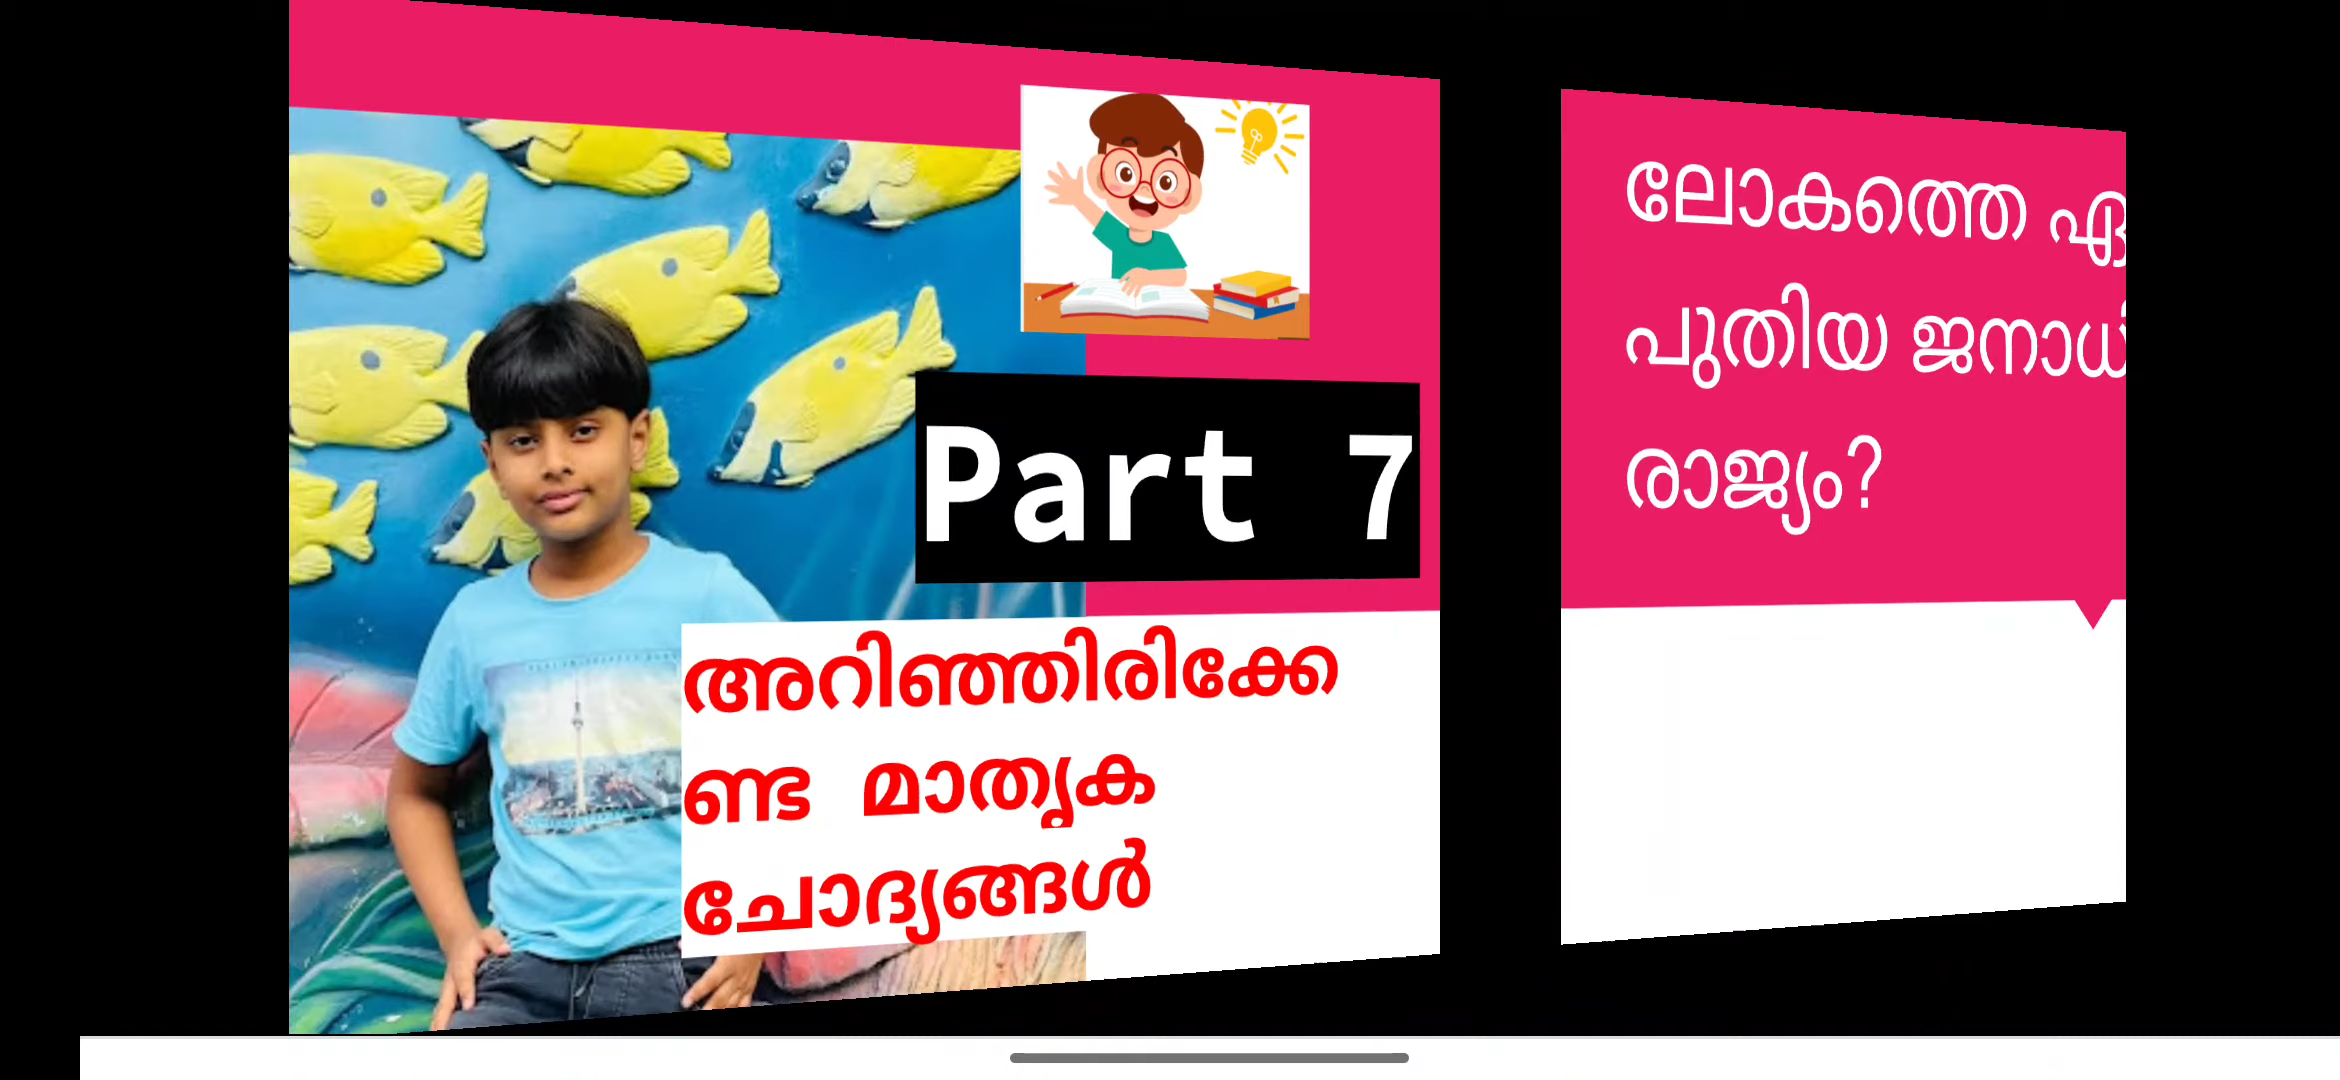 Part 7
അറിഞ്ഞിരിക്കേ
ണ്ട മാതൃക
ചോദ്യങ്ങൾ
ലോകത്തെ
പുതിയ
രാജ്യം?